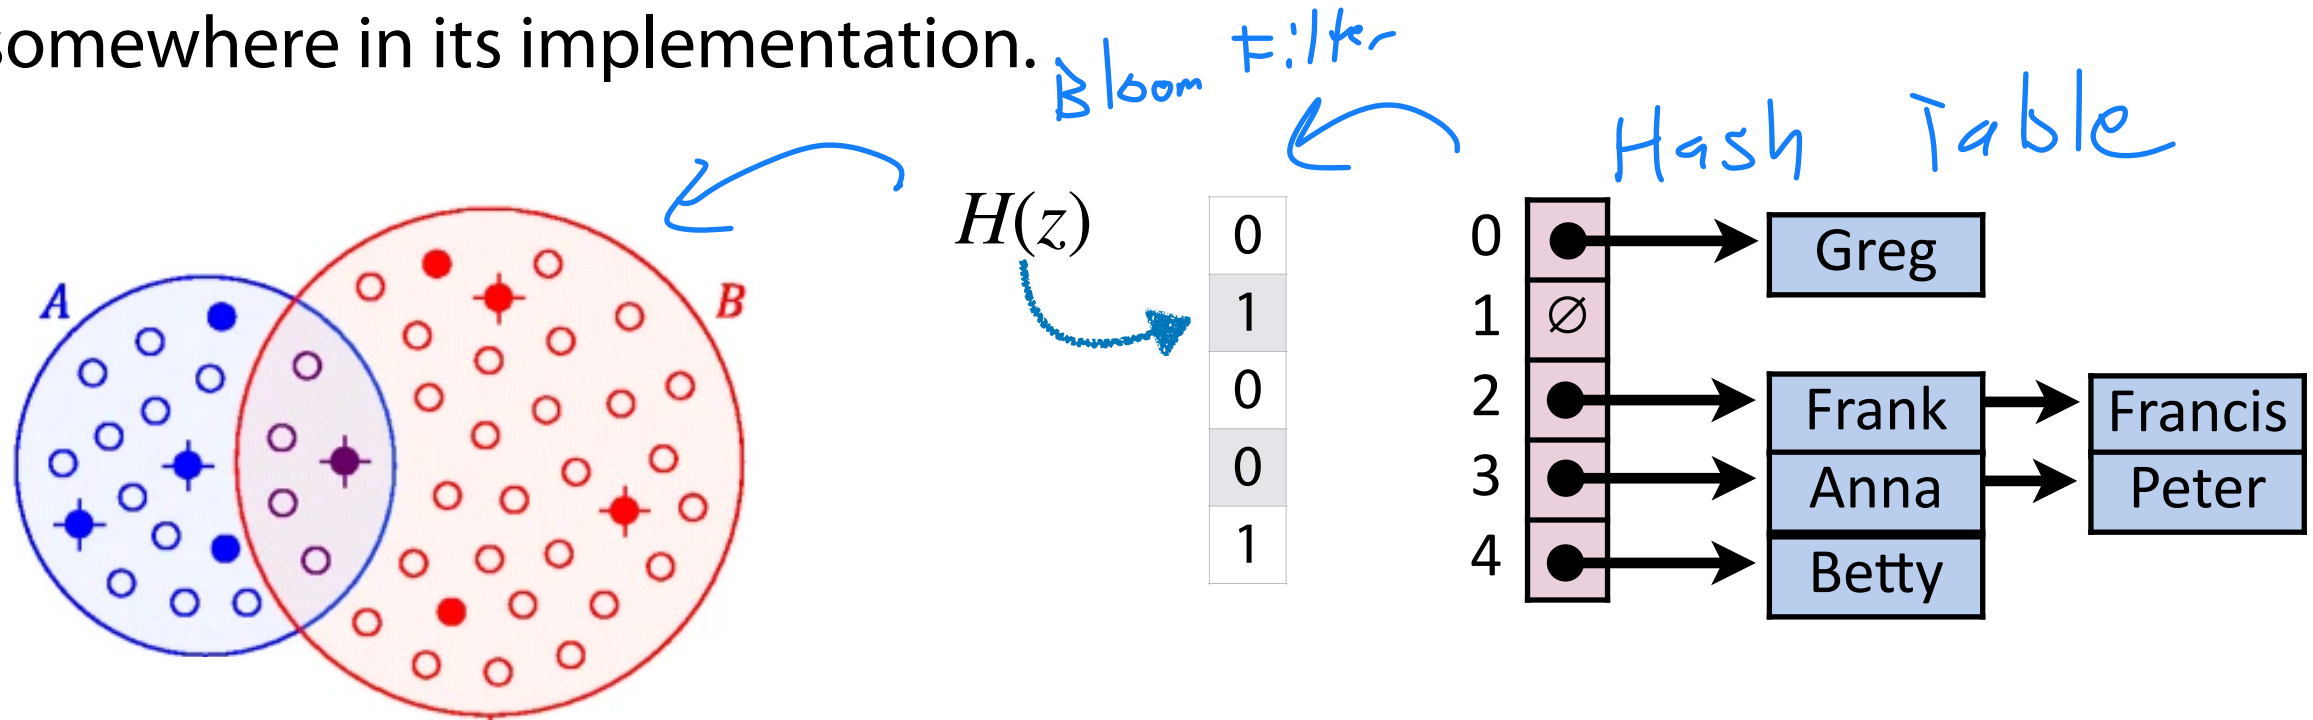 somewhere in its implementation.
Bloom Filter
Hash Table
H(z)
A
B
0
1
0
0
1
0 Greg
1 ∅
2 Frank Francis
3 Anna Peter
4 Betty